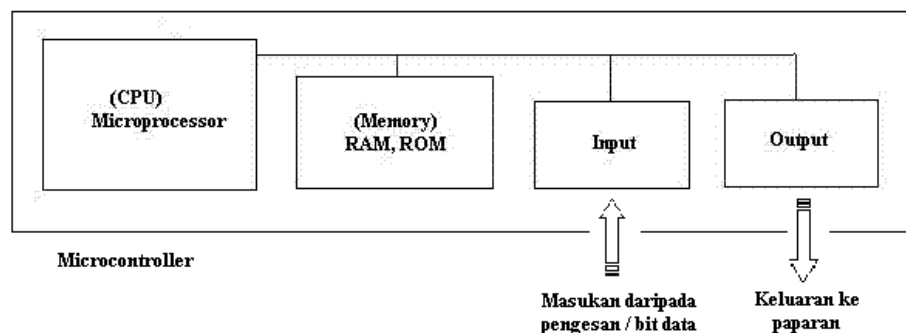 (CPU)
Microprocessor
(Memory)
RAM, ROM
Input
Output
Microcontroller
Masukan daripada
pengesan / bit data
Keluaran ke
paparan